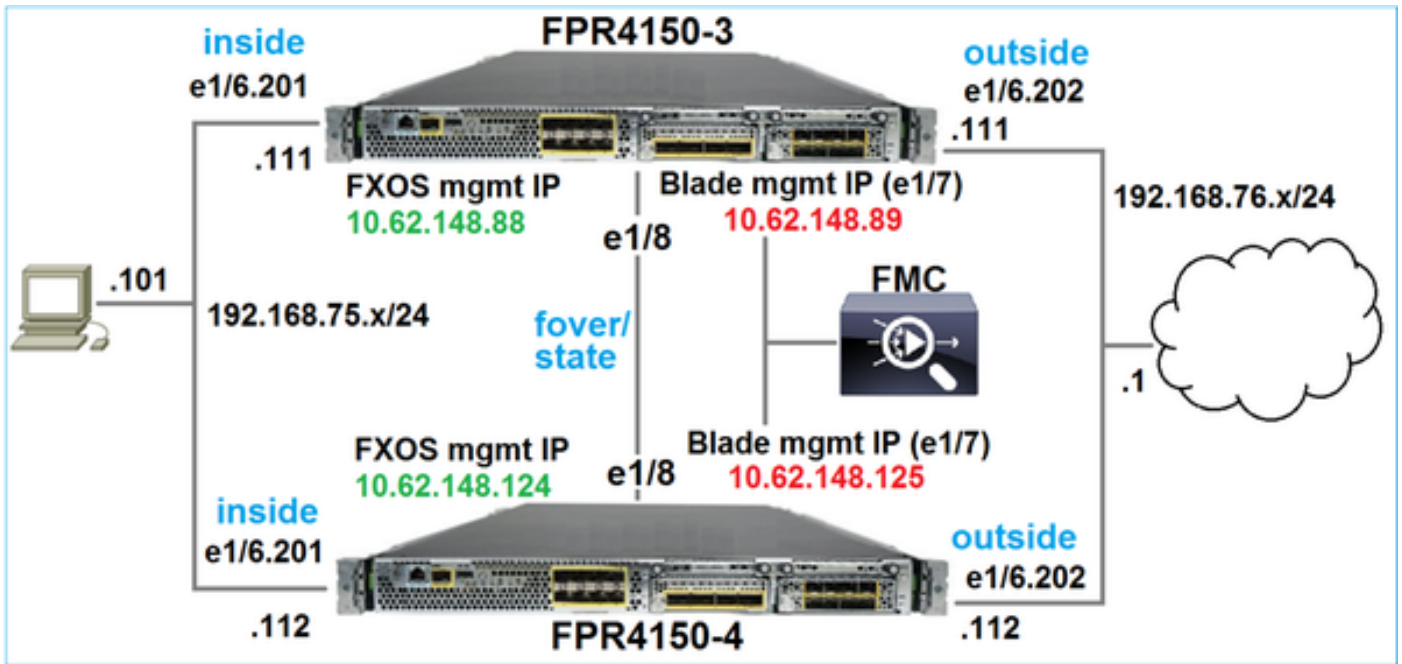 FPR4150-3
inside
e1/6.201
.111
outside
e1/6.202
.111
FXOS mgmt IP
10.62.148.88
Blade mgmt IP (e1/7)
10.62.148.89
192.168.76.x/24
e1/8
.101
192.168.75.x/24
fover/
state
FMC
.1
FXOS mgmt IP
10.62.148.124
e1/8
Blade mgmt IP (e1/7)
10.62.148.125
inside
e1/6.201
.112
outside
e1/6.202
.112
FPR4150-4